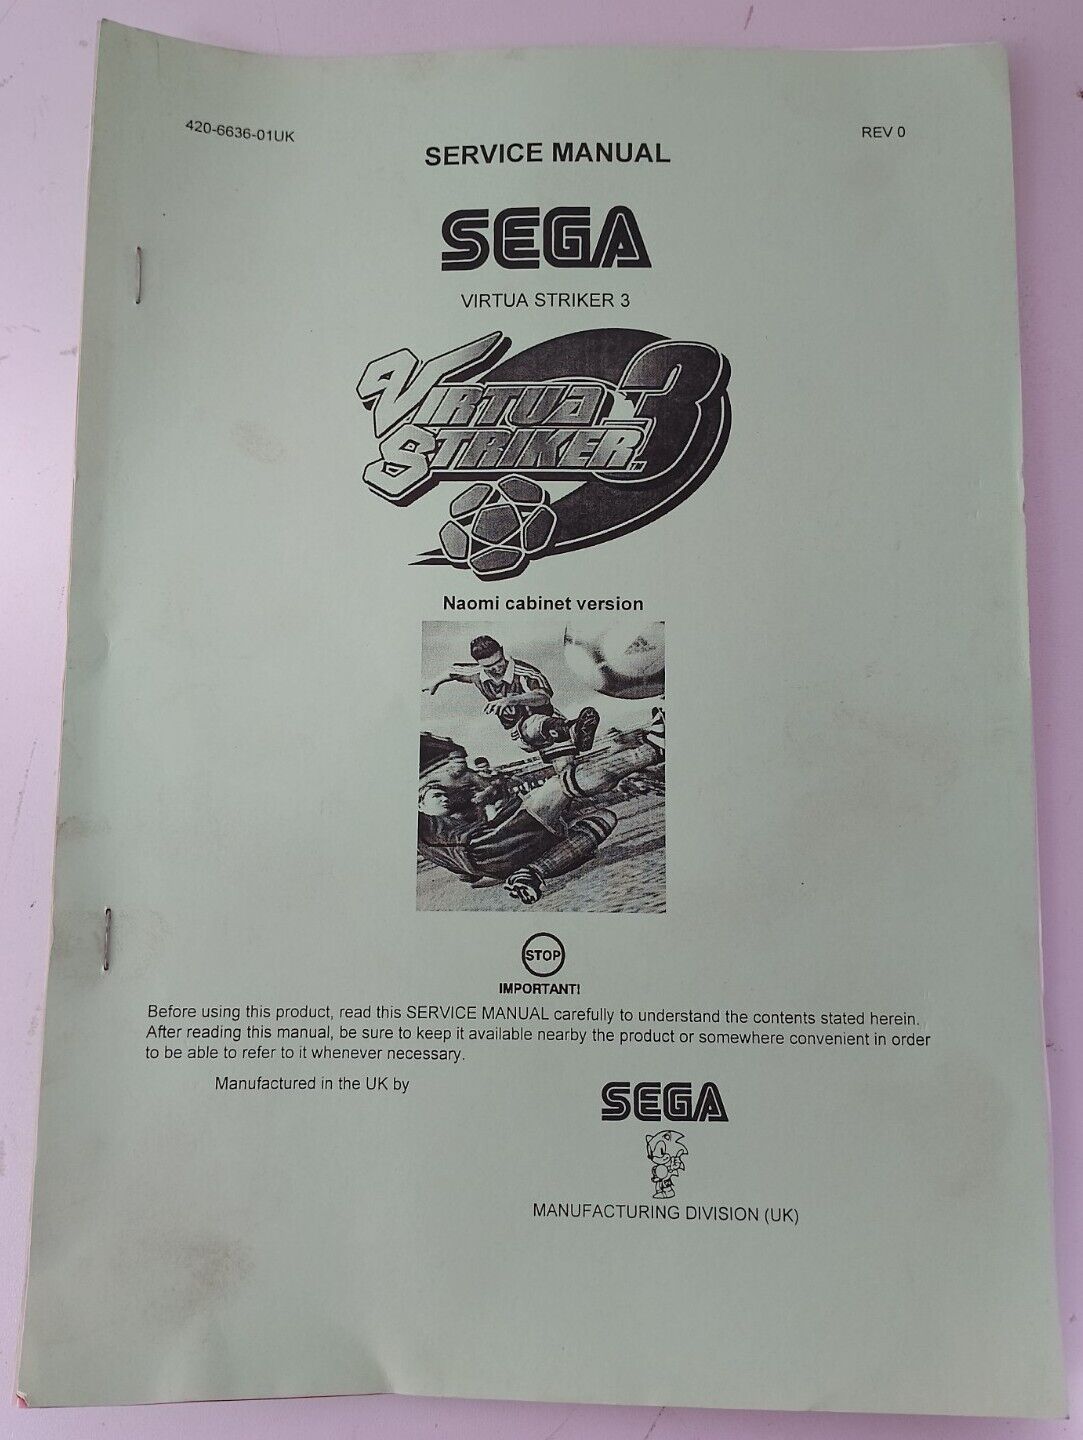 420-6636-01UK
REV 0
SERVICE MANUAL
SEGA
VIRTUA STRIKER 3
VIRTUA
STRIKER 3
TM
Naomi cabinet version
STOP
IMPORTANT!
Before using this product, read this SERVICE MANUAL carefully to understand the contents stated herein.
After reading this manual, be sure to keep it available nearby the product or somewhere convenient in order
to be able to refer to it whenever necessary.
Manufactured in the UK by
SEGA
MANUFACTURING DIVISION (UK)